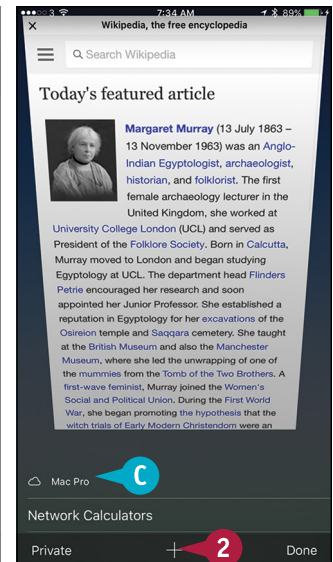 3 7:34 AM 89%
× Wikipedia, the free encyclopedia
Search Wikipedia
Today's featured article
Margaret Murray (13 July 1863 –
13 November 1963) was an Anglo-
Indian Egyptologist, archaeologist,
historian, and folklorist. The first
female archaeology lecturer in the
United Kingdom, she worked at
University College London (UCL) and served as
President of the Folklore Society. Born in Calcutta,
Murray moved to London and began studying
Egyptology at UCL. The department head Flinders
Petrie encouraged her research and soon
appointed her Junior Professor. She established a
reputation in Egyptology for her excavations of the
Osireion temple and Saqqara cemetery. She taught
at the British Museum and also the Manchester
Museum, where she led the unwrapping of one of
the mummies from the Tomb of the Two Brothers. A
first-wave feminist, Murray joined the Women's
Social and Political Union. During the First World
War, she began promoting the hypothesis that the
witch trials of Early Modern Christendom were an
Mac Pro C
Network Calculators
Private + 2 Done